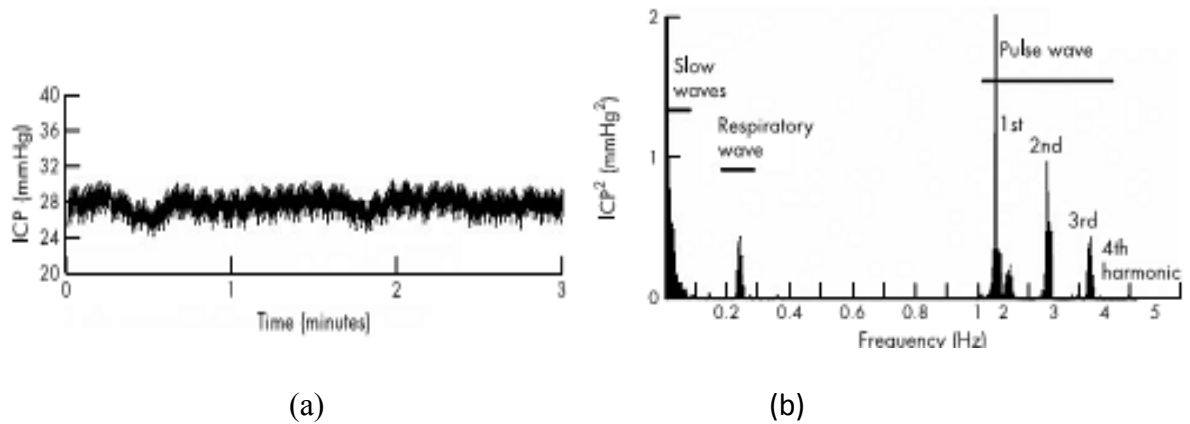 40
36
32
28
24
20
ICP (mmHg)
0
1
2
3
Time (minutes)
(a)
2
1
0
ICP² (mmHg²)
Slow
waves
Respiratory
wave
Pulse wave
1st
2nd
3rd
4th
harmonic
0.2 0.4 0.6 0.8 1 2 3 4 5
Frequency (Hz)
(b)